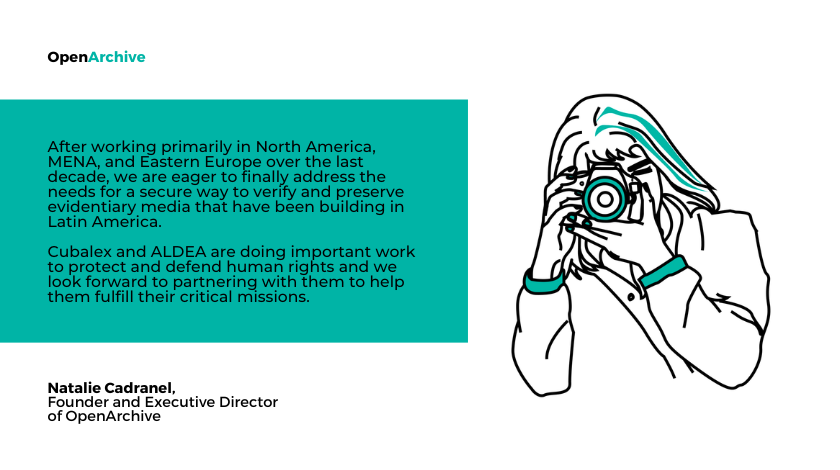 OpenArchive
After working primarily in North America,
MENA, and Eastern Europe over the last
decade, we are eager to finally address the
needs for a secure way to verify and preserve
evidentiary media that have been building in
Latin America.
Cubalex and ALDEA are doing important work
to protect and defend human rights and we
look forward to partnering with them to help
them fulfill their critical missions.
Natalie Cadranel,
Founder and Executive Director
of OpenArchive